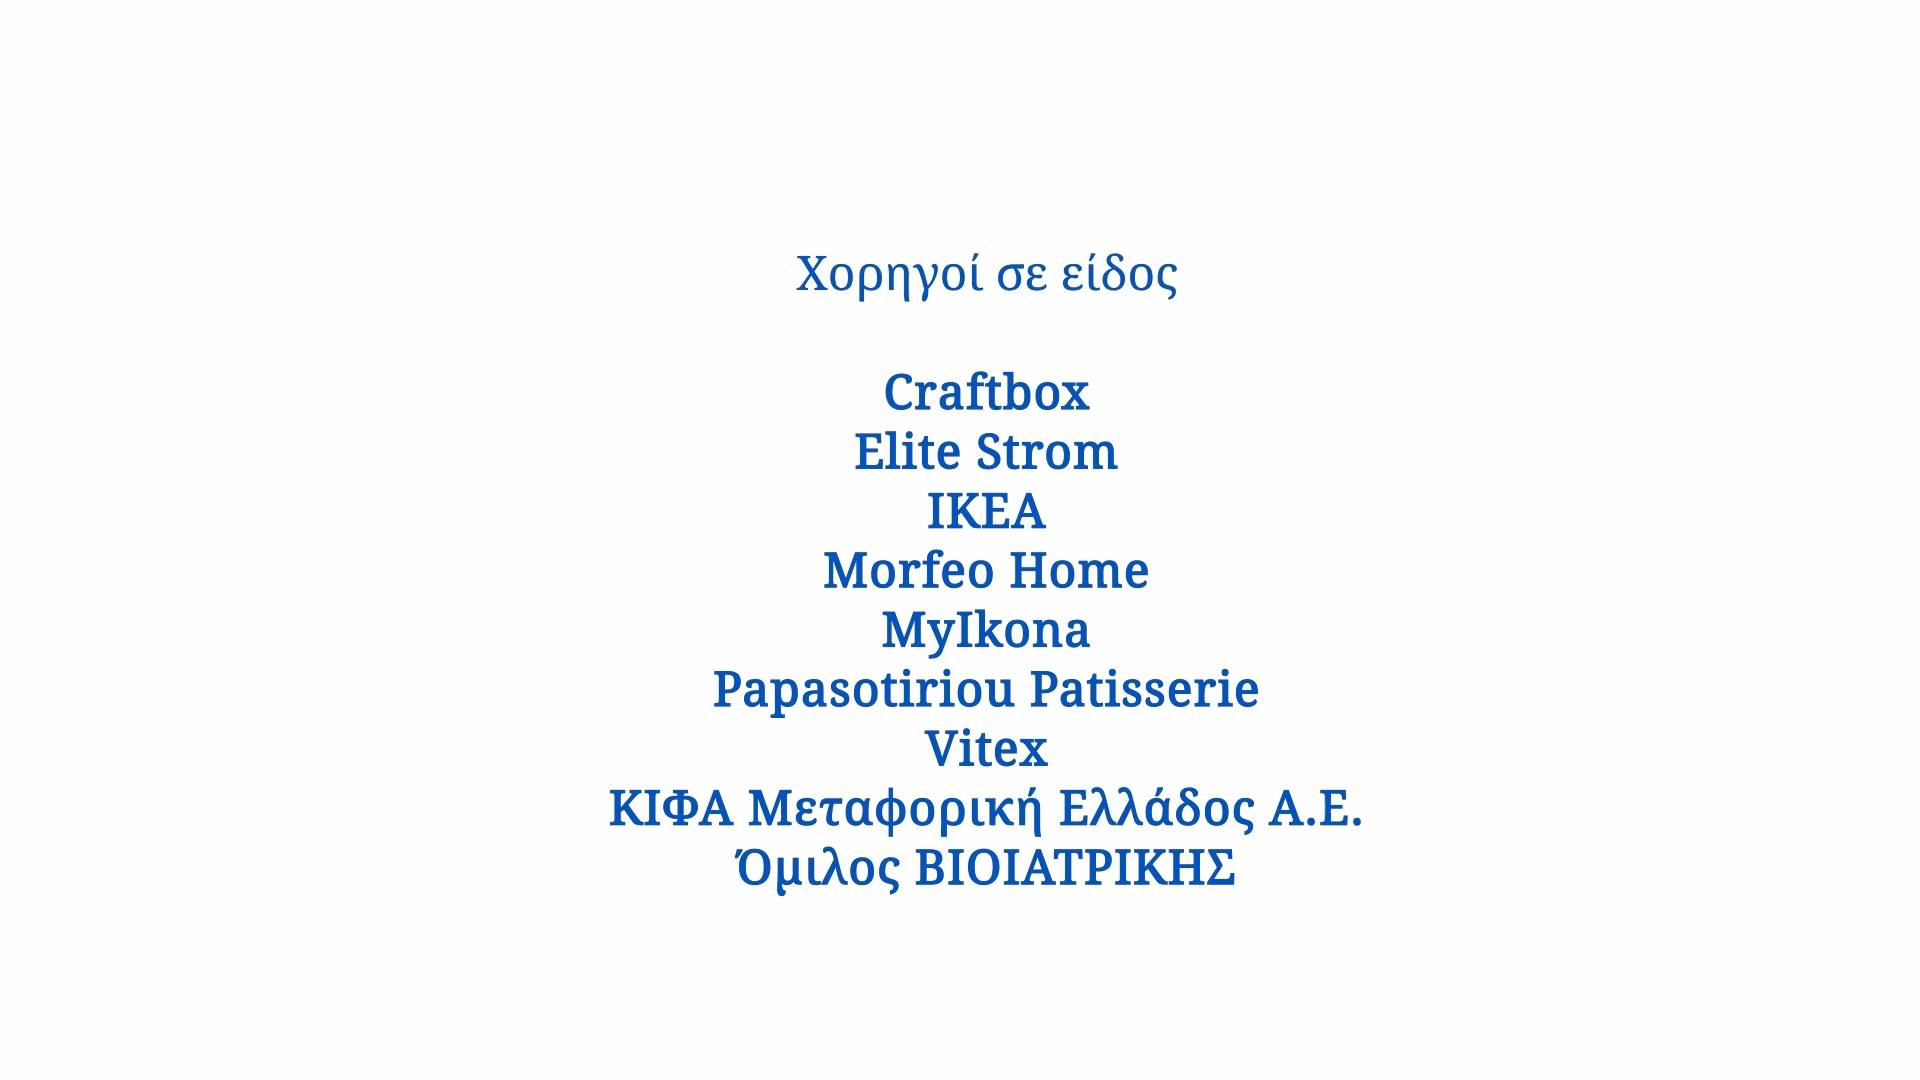 Χορηγοί σε είδος
Craftbox
Elite Strom
IKEA
Morfeo Home
MyIkona
Papasotiriou Patisserie
Vitex
ΚΙΦΑ Μεταφορική Ελλάδος Α.Ε.
Όμιλος ΒΙΟΙΑΤΡΙΚΗΣ